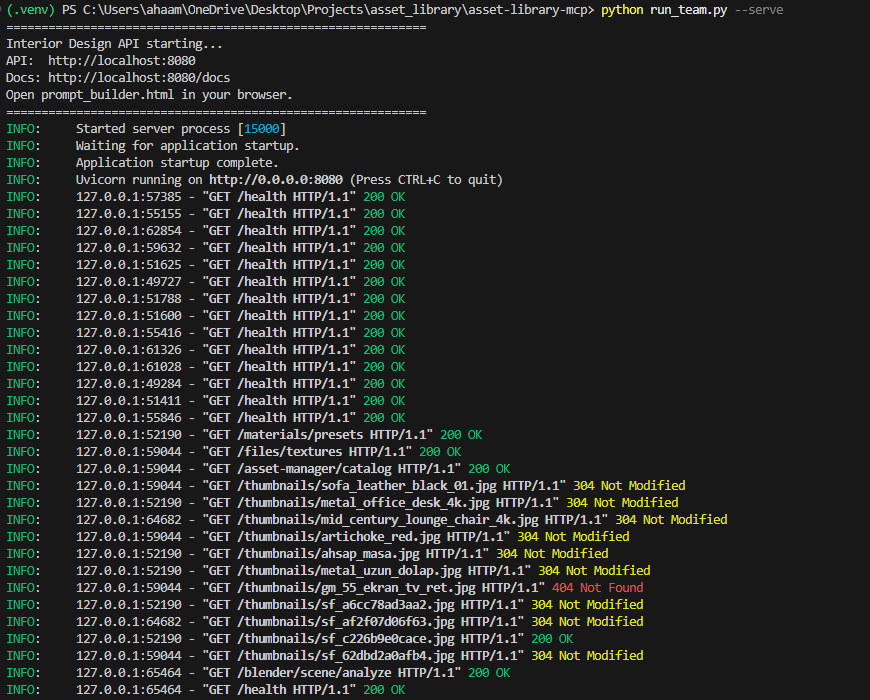 (.venv) PS C:\Users\ahaam\OneDrive\Desktop\Projects\asset_library\asset-library-mcp> python run_team.py --serve
============================================================
Interior Design API starting...
API:  http://localhost:8080
Docs: http://localhost:8080/docs
Open prompt_builder.html in your browser.
============================================================
INFO:     Started server process [15000]
INFO:     Waiting for application startup.
INFO:     Application startup complete.
INFO:     Uvicorn running on http://0.0.0.0:8080 (Press CTRL+C to quit)
INFO:     127.0.0.1:57385 - "GET /health HTTP/1.1" 200 OK
INFO:     127.0.0.1:55155 - "GET /health HTTP/1.1" 200 OK
INFO:     127.0.0.1:62854 - "GET /health HTTP/1.1" 200 OK
INFO:     127.0.0.1:59632 - "GET /health HTTP/1.1" 200 OK
INFO:     127.0.0.1:51625 - "GET /health HTTP/1.1" 200 OK
INFO:     127.0.0.1:49727 - "GET /health HTTP/1.1" 200 OK
INFO:     127.0.0.1:51788 - "GET /health HTTP/1.1" 200 OK
INFO:     127.0.0.1:51600 - "GET /health HTTP/1.1" 200 OK
INFO:     127.0.0.1:55416 - "GET /health HTTP/1.1" 200 OK
INFO:     127.0.0.1:61326 - "GET /health HTTP/1.1" 200 OK
INFO:     127.0.0.1:61028 - "GET /health HTTP/1.1" 200 OK
INFO:     127.0.0.1:49284 - "GET /health HTTP/1.1" 200 OK
INFO:     127.0.0.1:51411 - "GET /health HTTP/1.1" 200 OK
INFO:     127.0.0.1:55846 - "GET /health HTTP/1.1" 200 OK
INFO:     127.0.0.1:52190 - "GET /materials/presets HTTP/1.1" 200 OK
INFO:     127.0.0.1:59044 - "GET /files/textures HTTP/1.1" 200 OK
INFO:     127.0.0.1:59044 - "GET /asset-manager/catalog HTTP/1.1" 200 OK
INFO:     127.0.0.1:59044 - "GET /thumbnails/sofa_leather_black_01.jpg HTTP/1.1" 304 Not Modified
INFO:     127.0.0.1:52190 - "GET /thumbnails/metal_office_desk_4k.jpg HTTP/1.1" 304 Not Modified
INFO:     127.0.0.1:64682 - "GET /thumbnails/mid_century_lounge_chair_4k.jpg HTTP/1.1" 304 Not Modified
INFO:     127.0.0.1:59044 - "GET /thumbnails/artichoke_red.jpg HTTP/1.1" 304 Not Modified
INFO:     127.0.0.1:52190 - "GET /thumbnails/ahsap_masa.jpg HTTP/1.1" 304 Not Modified
INFO:     127.0.0.1:52190 - "GET /thumbnails/metal_uzun_dolap.jpg HTTP/1.1" 304 Not Modified
INFO:     127.0.0.1:59044 - "GET /thumbnails/gm_55_ekran_tv_ret.jpg HTTP/1.1" 404 Not Found
INFO:     127.0.0.1:52190 - "GET /thumbnails/sf_a6cc78ad3aa2.jpg HTTP/1.1" 304 Not Modified
INFO:     127.0.0.1:64682 - "GET /thumbnails/sf_af2f07d06f63.jpg HTTP/1.1" 304 Not Modified
INFO:     127.0.0.1:52190 - "GET /thumbnails/sf_c226b9e0cace.jpg HTTP/1.1" 200 OK
INFO:     127.0.0.1:59044 - "GET /thumbnails/sf_62dbd2a0afb4.jpg HTTP/1.1" 304 Not Modified
INFO:     127.0.0.1:65464 - "GET /blender/scene/analyze HTTP/1.1" 200 OK
INFO:     127.0.0.1:65464 - "GET /health HTTP/1.1" 200 OK